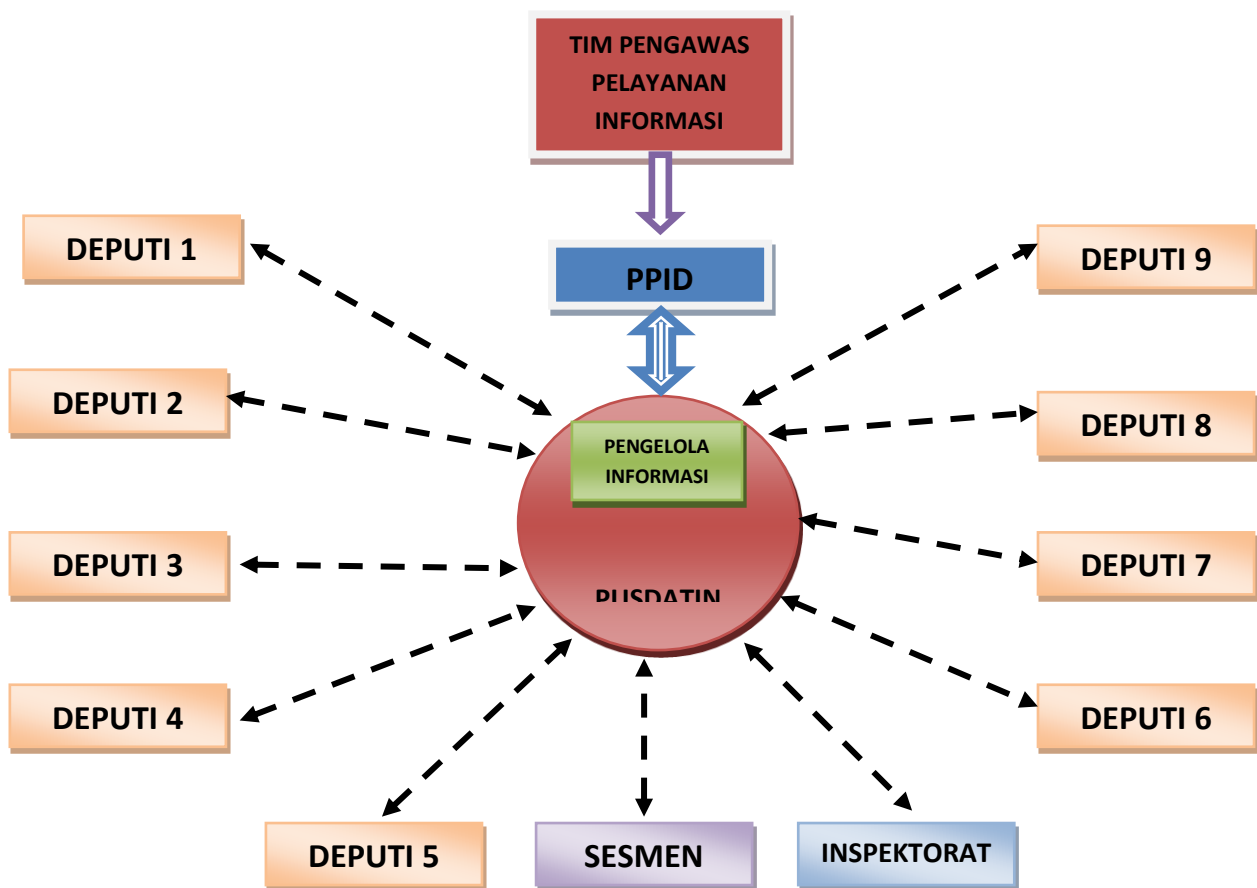 TIM PENGAWAS
PELAYANAN
INFORMASI
DEPUTI 1
PPID
DEPUTI 9
DEPUTI 2
DEPUTI 8
PENGELOLA
INFORMASI
DEPUTI 3
DEPUTI 7
PUSDATIN
DEPUTI 4
DEPUTI 6
DEPUTI 5
SESMEN
INSPEKTORAT